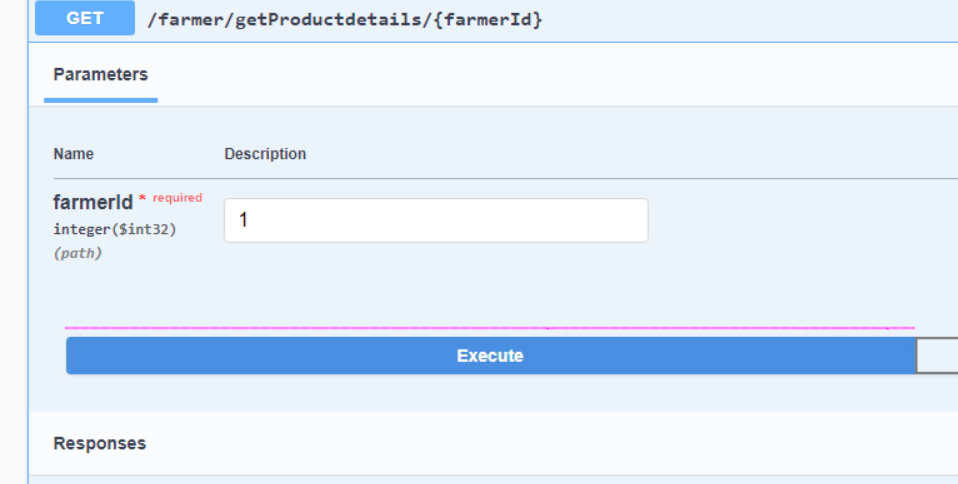 GET /farmer/getProductdetails/{farmerId}
Parameters
Name Description
farmerId * required
1
integer($int32)
(path)
Execute
Responses